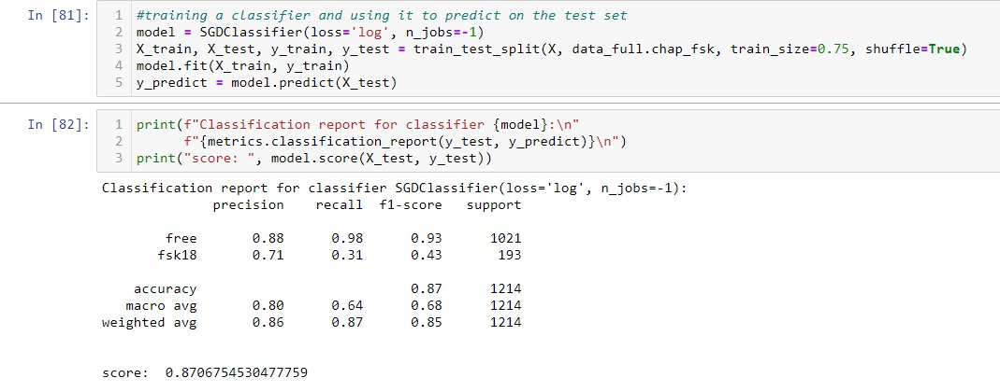 In [81]:
1 #training a classifier and using it to predict on the test set
2 model = SGDClassifier(loss='log', n_jobs=-1)
3 X_train, X_test, y_train, y_test = train_test_split(X, data_full.chap_fsk, train_size=0.75, shuffle=True)
4 model.fit(X_train, y_train)
5 y_predict = model.predict(X_test)
In [82]:
1 print(f"Classification report for classifier {model}:\n"
2       f"{metrics.classification_report(y_test, y_predict)}\n")
3 print("score: ", model.score(X_test, y_test))
Classification report for classifier SGDClassifier(loss='log', n_jobs=-1):
              precision    recall  f1-score   support
        free       0.88      0.98      0.93      1021
       fsk18       0.71      0.31      0.43       193
    accuracy                           0.87      1214
   macro avg       0.80      0.64      0.68      1214
weighted avg       0.86      0.87      0.85      1214
score:  0.8706754530477759